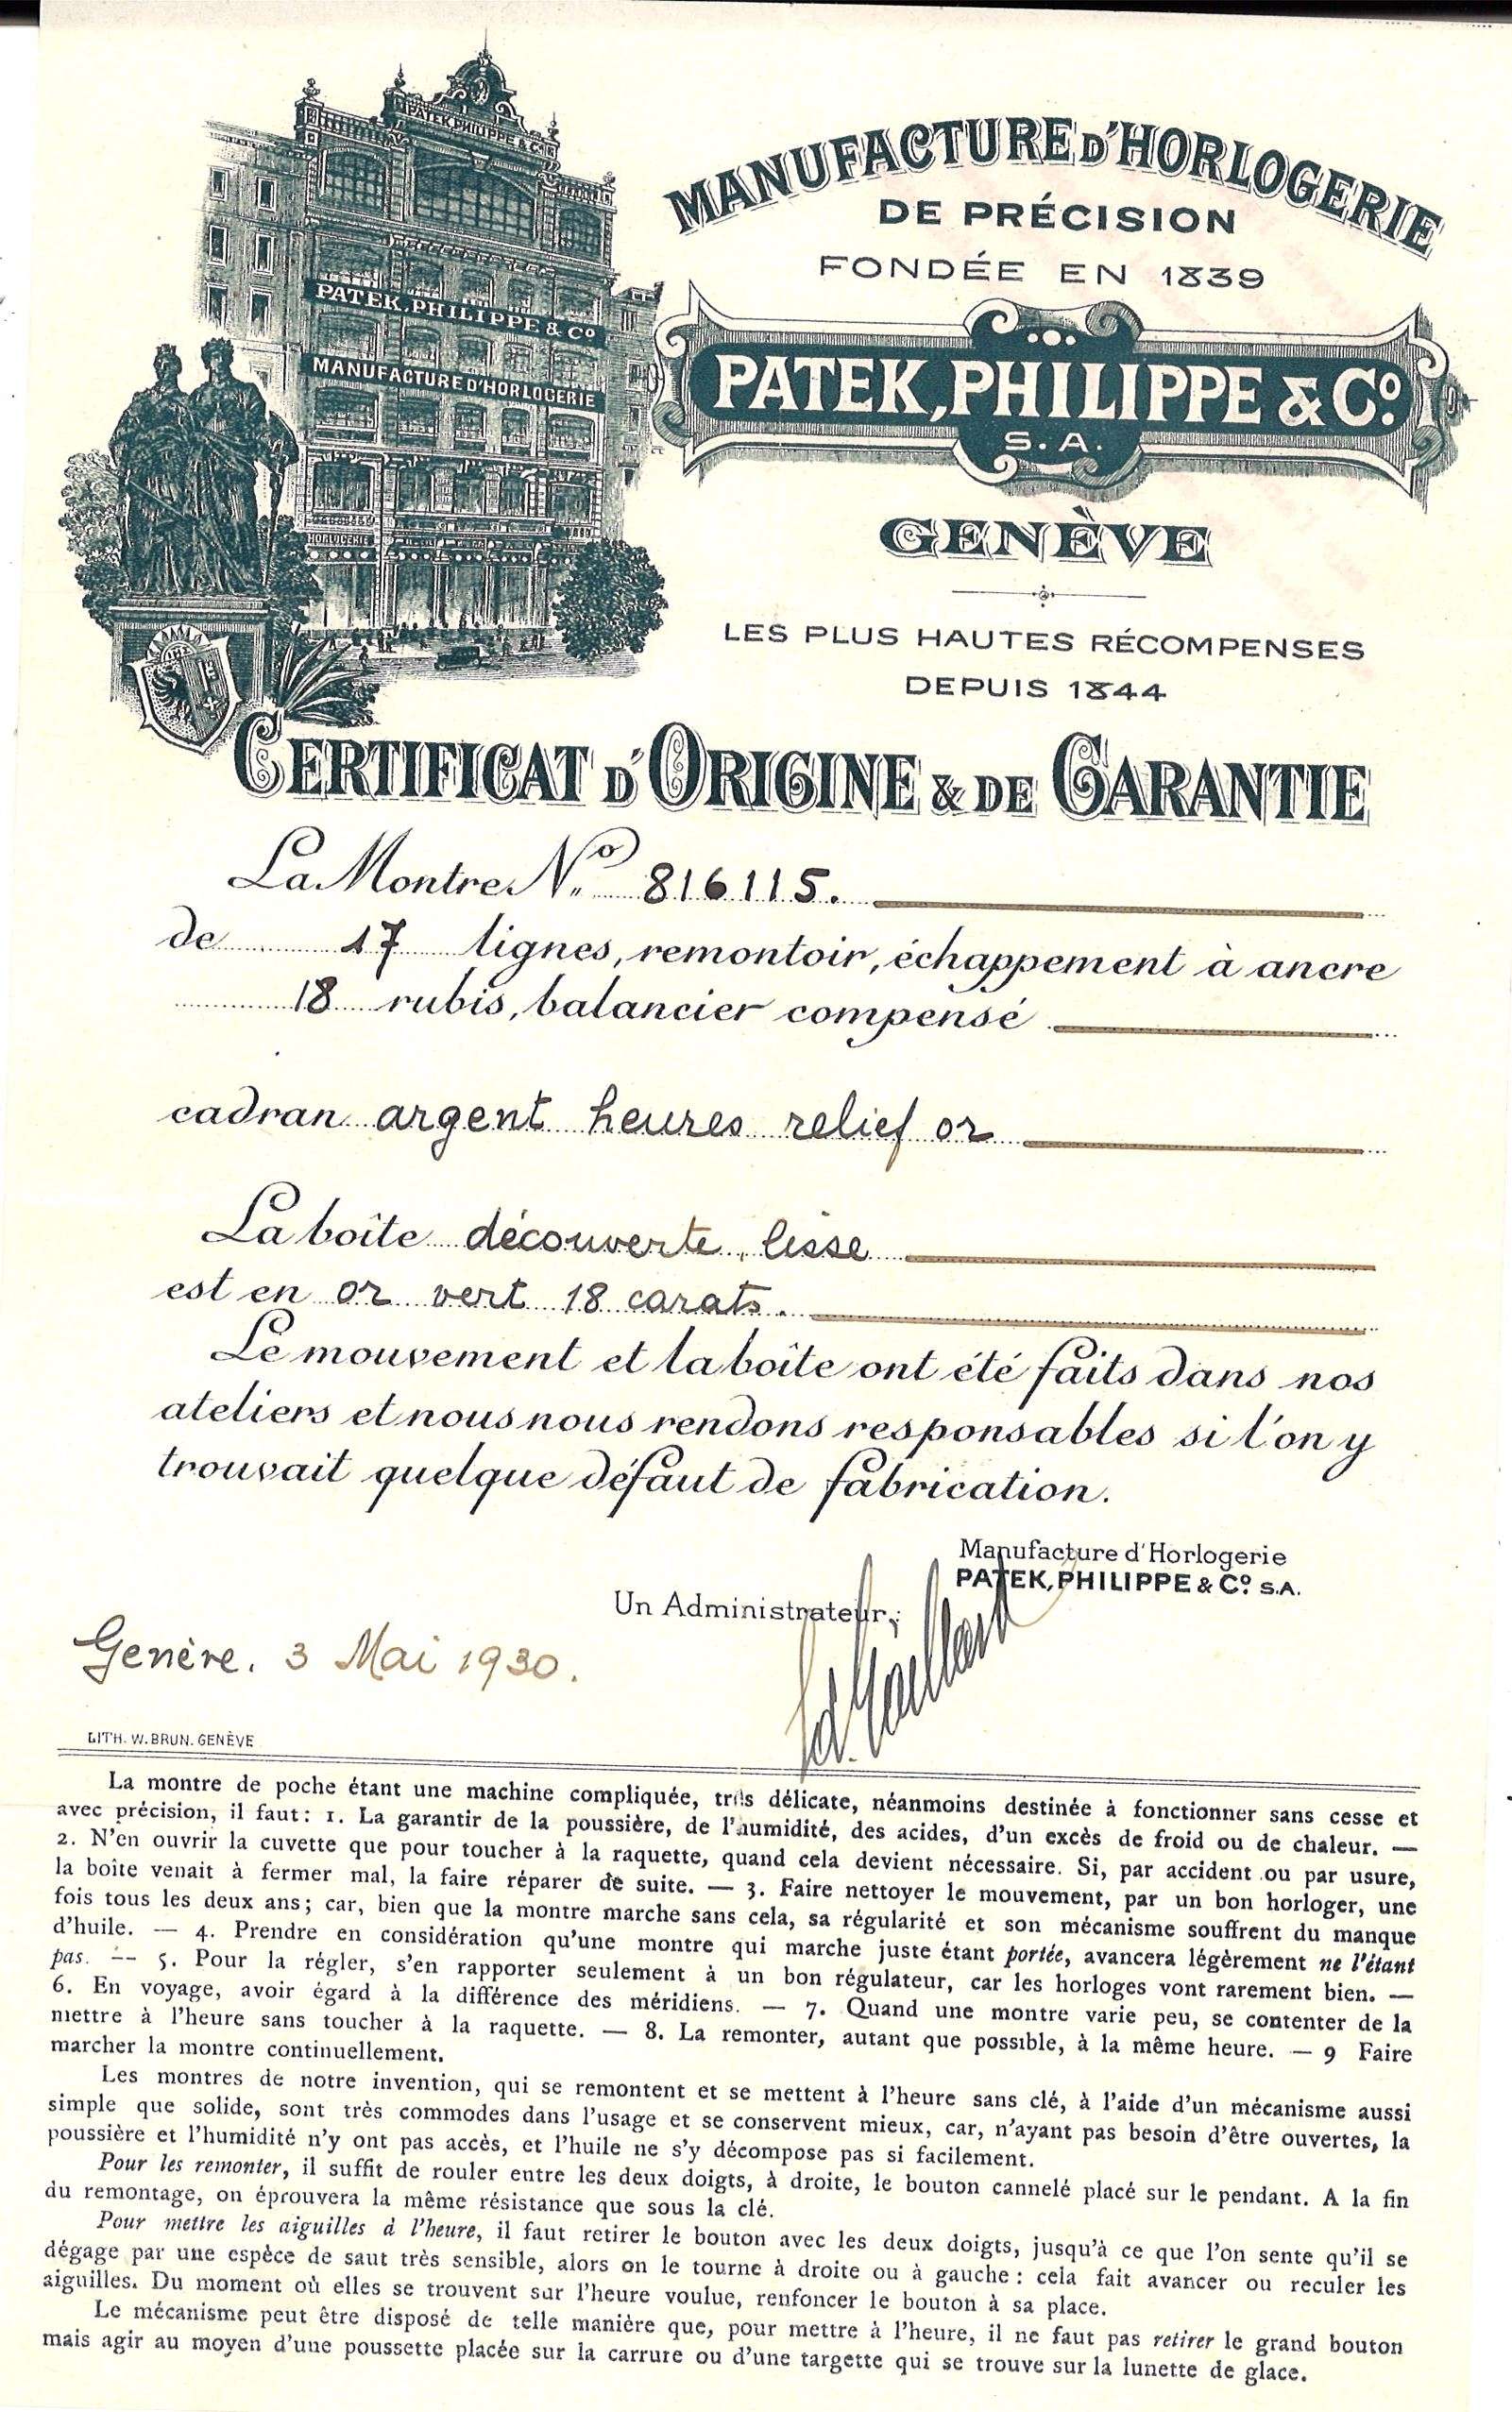 PATEK PHILIPPE & Cº
PATEK, PHILIPPE & Cº
MANUFACTURE D'HORLOGERIE
HORLOGERIE
MANUFACTURE D'HORLOGERIE
DE PRÉCISION
FONDÉE EN 1839
PATEK, PHILIPPE & Cº.
S.A.
GENÈVE
LES PLUS HAUTES RÉCOMPENSES
DEPUIS 1844
CERTIFICAT D'ORIGINE & DE GARANTIE
La Montre Nº 816115.
de 17 lignes, remontoir, échappement à ancre
18 rubis, balancier compensé
cadran argent heures relief or
La boîte découverte, lisse
est en or vert 18 carats.
Le mouvement et la boîte ont été faits dans nos
ateliers et nous nous rendons responsables si l'on y
trouvait quelque défaut de fabrication.
Manufacture d'Horlogerie
PATEK, PHILIPPE & Cº. S.A.
Un Administrateur,
Genève. 3 Mai 1930.
LITH. W. BRUN. GENÈVE
La montre de poche étant une machine compliquée, très délicate, néanmoins destinée à fonctionner sans cesse et
avec précision, il faut: 1. La garantir de la poussière, de l'humidité, des acides, d'un excès de froid ou de chaleur. —
2. N'en ouvrir la cuvette que pour toucher à la raquette, quand cela devient nécessaire. Si, par accident ou par usure,
la boîte venait à fermer mal, la faire réparer de suite. — 3. Faire nettoyer le mouvement, par un bon horloger, une
fois tous les deux ans; car, bien que la montre marche sans cela, sa régularité et son mécanisme souffrent du manque
d'huile. — 4. Prendre en considération qu'une montre qui marche juste étant portée, avancera légèrement ne l'étant
pas. — 5. Pour la régler, s'en rapporter seulement à un bon régulateur, car les horloges vont rarement bien. —
6. En voyage, avoir égard à la différence des méridiens. — 7. Quand une montre varie peu, se contenter de la
mettre à l'heure sans toucher à la raquette. — 8. La remonter, autant que possible, à la même heure. — 9 Faire
marcher la montre continuellement.
Les montres de notre invention, qui se remontent et se mettent à l'heure sans clé, à l'aide d'un mécanisme aussi
simple que solide, sont très commodes dans l'usage et se conservent mieux, car, n'ayant pas besoin d'être ouvertes, la
poussière et l'humidité n'y ont pas accès, et l'huile ne s'y décompose pas si facilement.
Pour les remonter, il suffit de rouler entre les deux doigts, à droite, le bouton cannelé placé sur le pendant. A la fin
du remontage, on éprouvera la même résistance que sous la clé.
Pour mettre les aiguilles à l'heure, il faut retirer le bouton avec les deux doigts, jusqu'à ce que l'on sente qu'il se
dégage par une espèce de saut très sensible, alors on le tourne à droite ou à gauche: cela fait avancer ou reculer les
aiguilles. Du moment où elles se trouvent sur l'heure voulue, renfoncer le bouton à sa place.
Le mécanisme peut être disposé de telle manière que, pour mettre à l'heure, il ne faut pas retirer le grand bouton
mais agir au moyen d'une poussette placée sur la carrure ou d'une targette qui se trouve sur la lunette de glace.